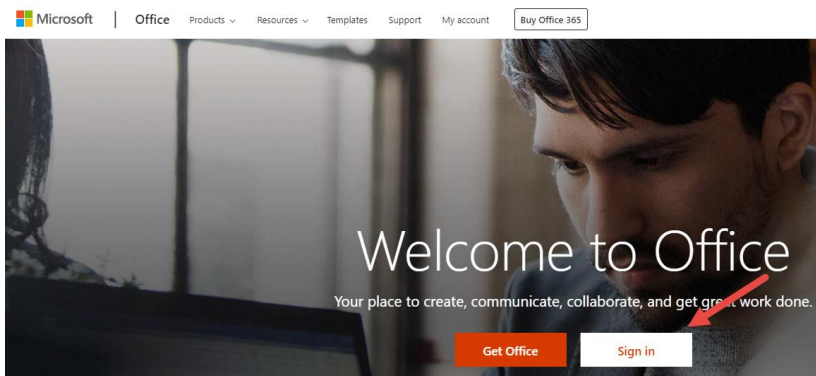 Microsoft | Office Products Resources Templates Support My account Buy Office 365
Welcome to Office
Your place to create, communicate, collaborate, and get great work done.
Get Office Sign in